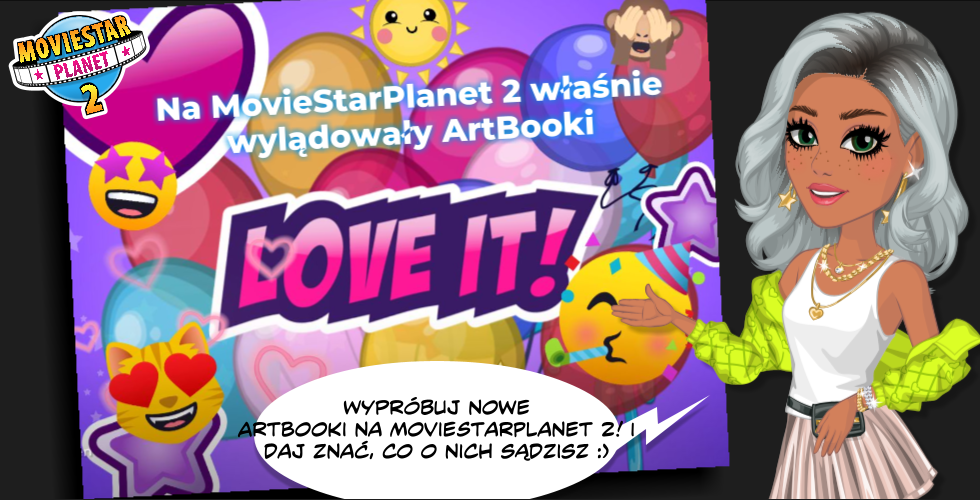 MOVIESTAR
PLANET
2
Na MovieStarPlanet 2 właśnie
wylądowały ArtBooki
LOVE IT!
WYPRÓBUJ NOWE
ARTBOOKI NA MOVIESTARPLANET 2! I
DAJ ZNAĆ, CO O NICH SĄDZISZ :)